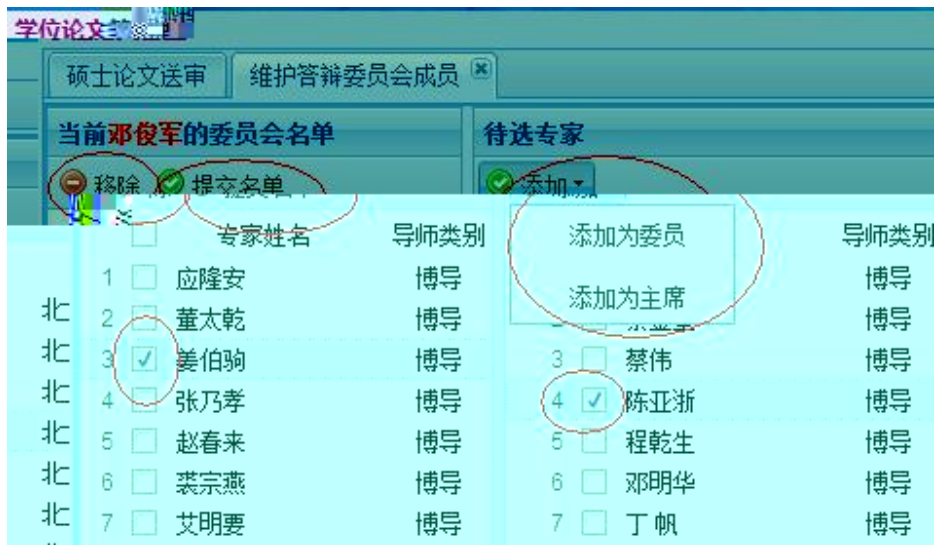 学位论文
硕士论文送审 维护答辩委员会成员
当前邓俊军的委员会名单 待选专家
移除 提交名单 添加
专家姓名 导师类别 添加为委员 导师类别
1 应隆安 博导 博导
添加为主席
北 2 董太乾 博导 博导
北 3 姜伯驹 博导 3 蔡伟 博导
北 4 张乃孝 博导 4 陈亚浙 博导
北 5 赵春来 博导 5 程乾生 博导
北 6 裘宗燕 博导 6 邓明华 博导
北 7 艾明要 博导 7 丁帆 博导